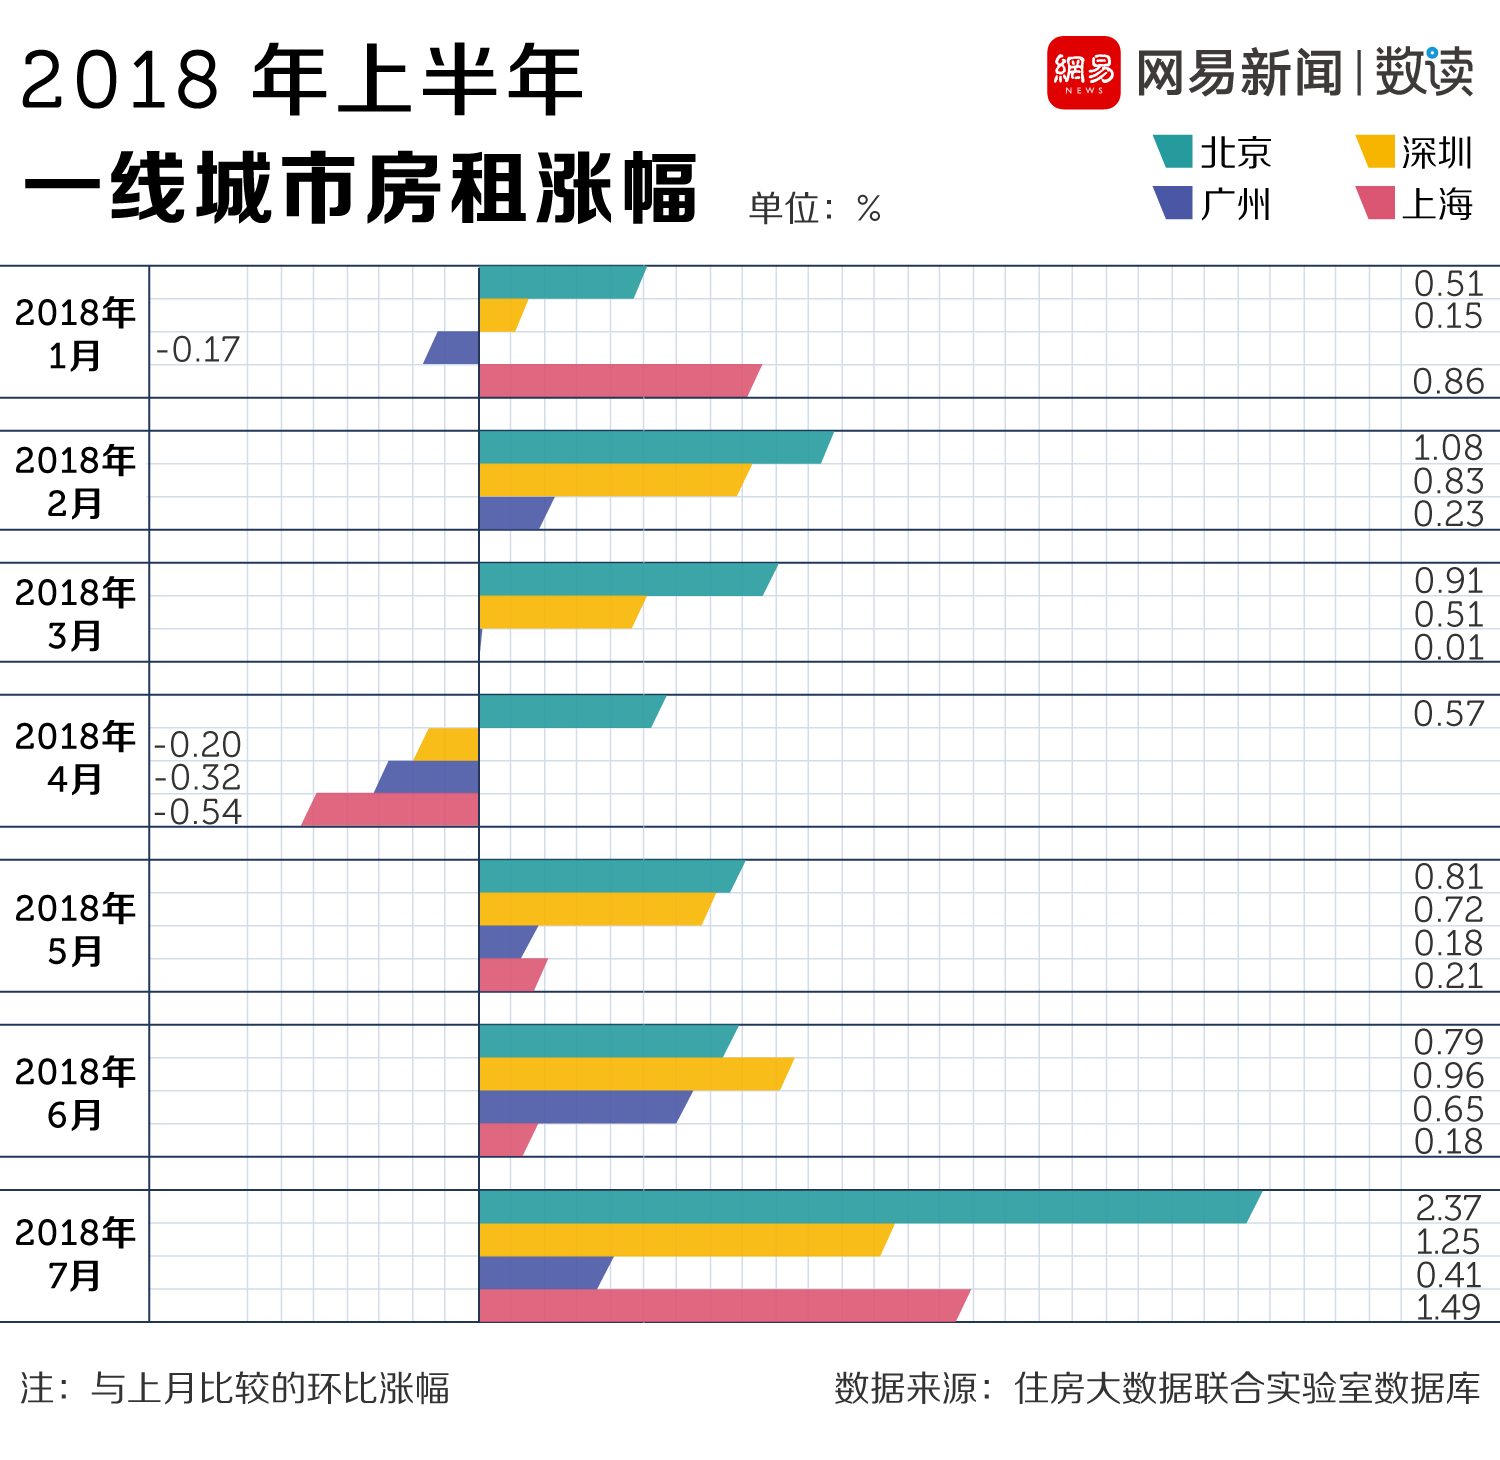 2018 年上半年
一线城市房租涨幅 单位：%
網易
NEWS
网易新闻 | 数读
北京 深圳
广州 上海
2018年
1月
0.51
0.15
-0.17
0.86
2018年
2月
1.08
0.83
0.23
2018年
3月
0.91
0.51
0.01
2018年
4月
0.57
-0.20
-0.32
-0.54
2018年
5月
0.81
0.72
0.18
0.21
2018年
6月
0.79
0.96
0.65
0.18
2018年
7月
2.37
1.25
0.41
1.49
注：与上月比较的环比涨幅 数据来源：住房大数据联合实验室数据库